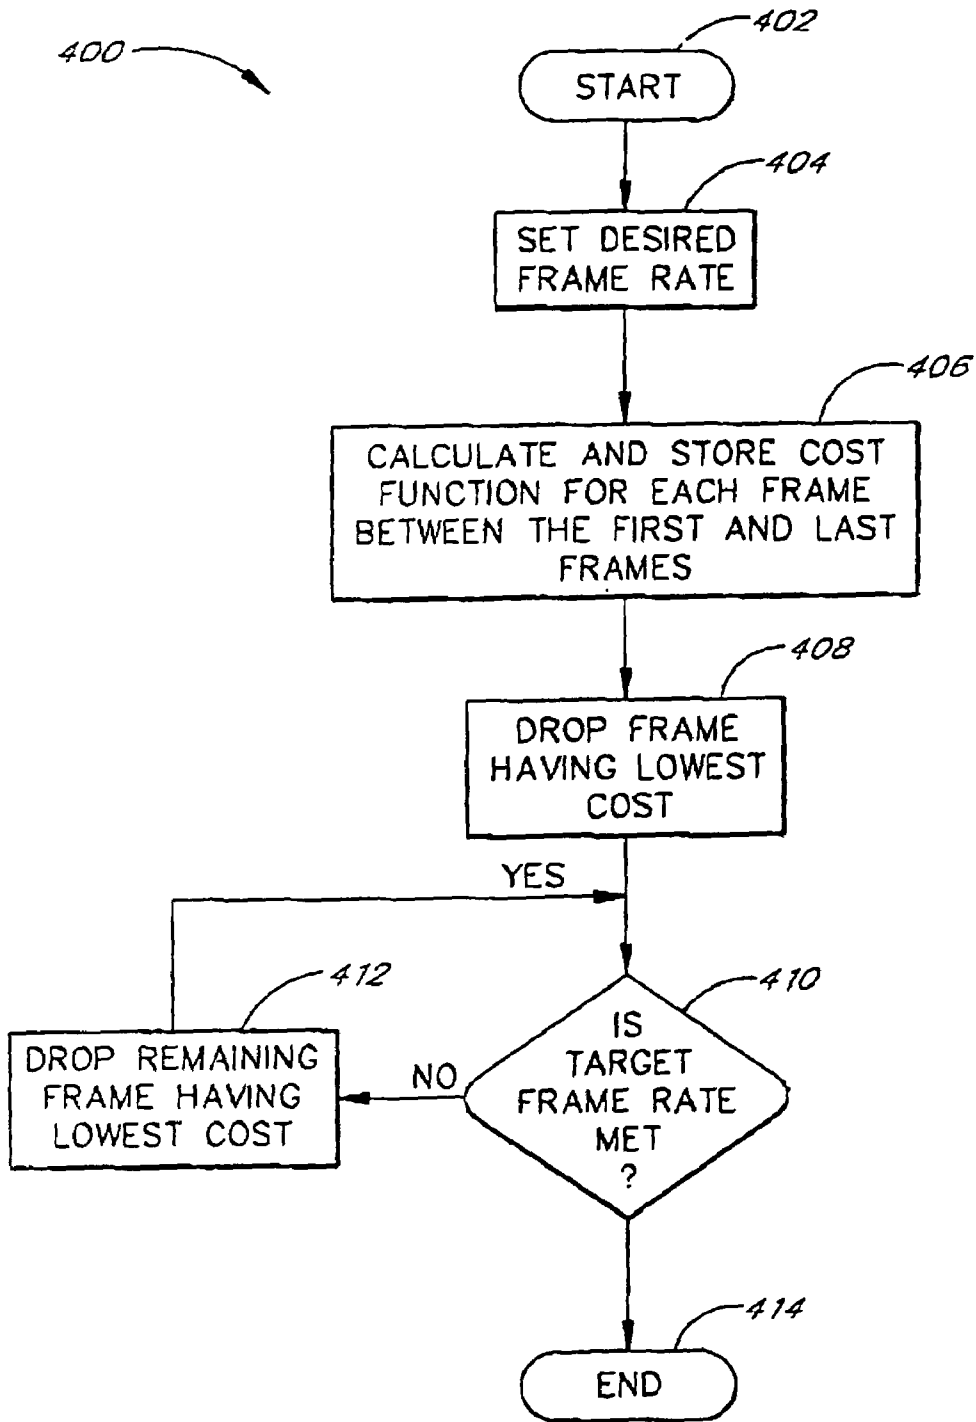 402
400
START
404
SET DESIRED
FRAME RATE
406
CALCULATE AND STORE COST
FUNCTION FOR EACH FRAME
BETWEEN THE FIRST AND LAST
FRAMES
408
DROP FRAME
HAVING LOWEST
COST
YES
412
410
DROP REMAINING
FRAME HAVING
LOWEST COST
NO
IS
TARGET
FRAME RATE
MET
?
414
END